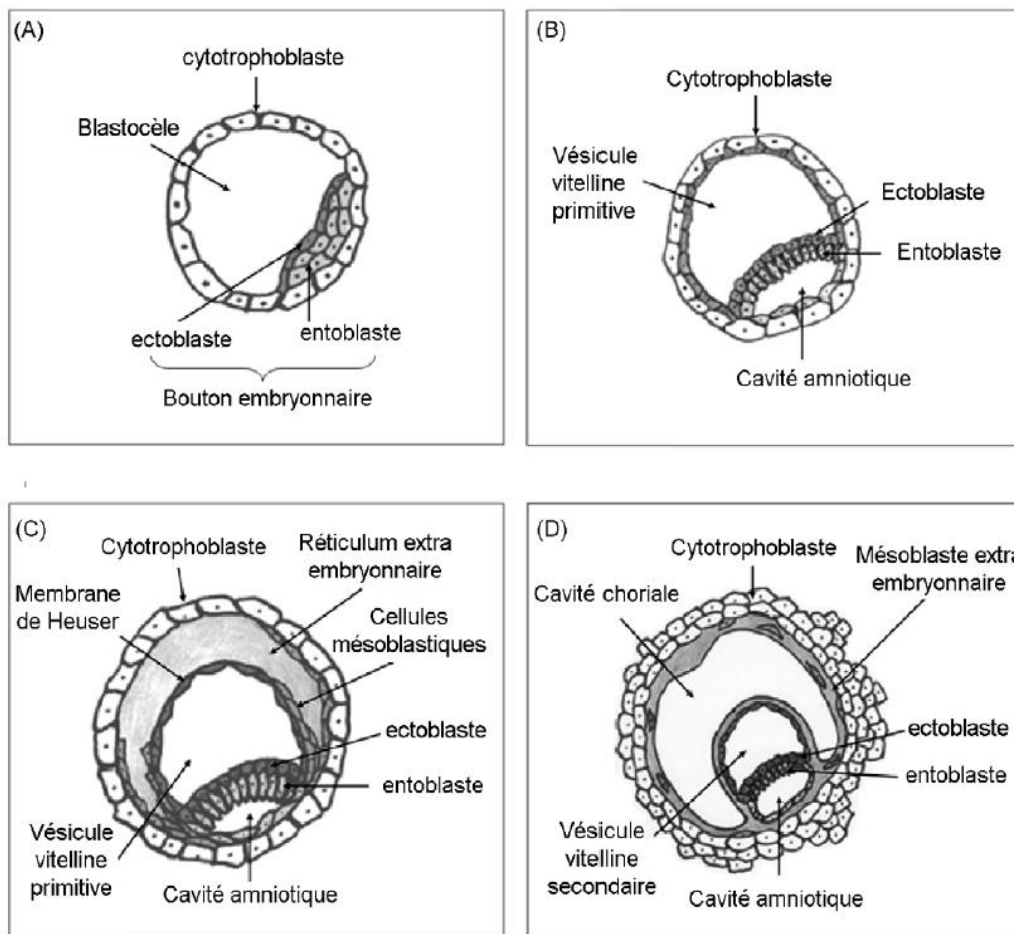 (A)
cytotrophoblaste
Blastocèle
ectoblaste
entoblaste
Bouton embryonnaire
(B)
Cytotrophoblaste
Vésicule
vitelline
primitive
Ectoblaste
Entoblaste
Cavité amniotique
(C)
Cytotrophoblaste
Réticulum extra
embryonnaire
Membrane
de Heuser
Cellules
mésoblastiques
ectoblaste
entoblaste
Vésicule
vitelline
primitive
Cavité amniotique
(D)
Cytotrophoblaste
Mésoblaste extra
embryonnaire
Cavité choriale
ectoblaste
entoblaste
Vésicule
vitelline
secondaire
Cavité amniotique